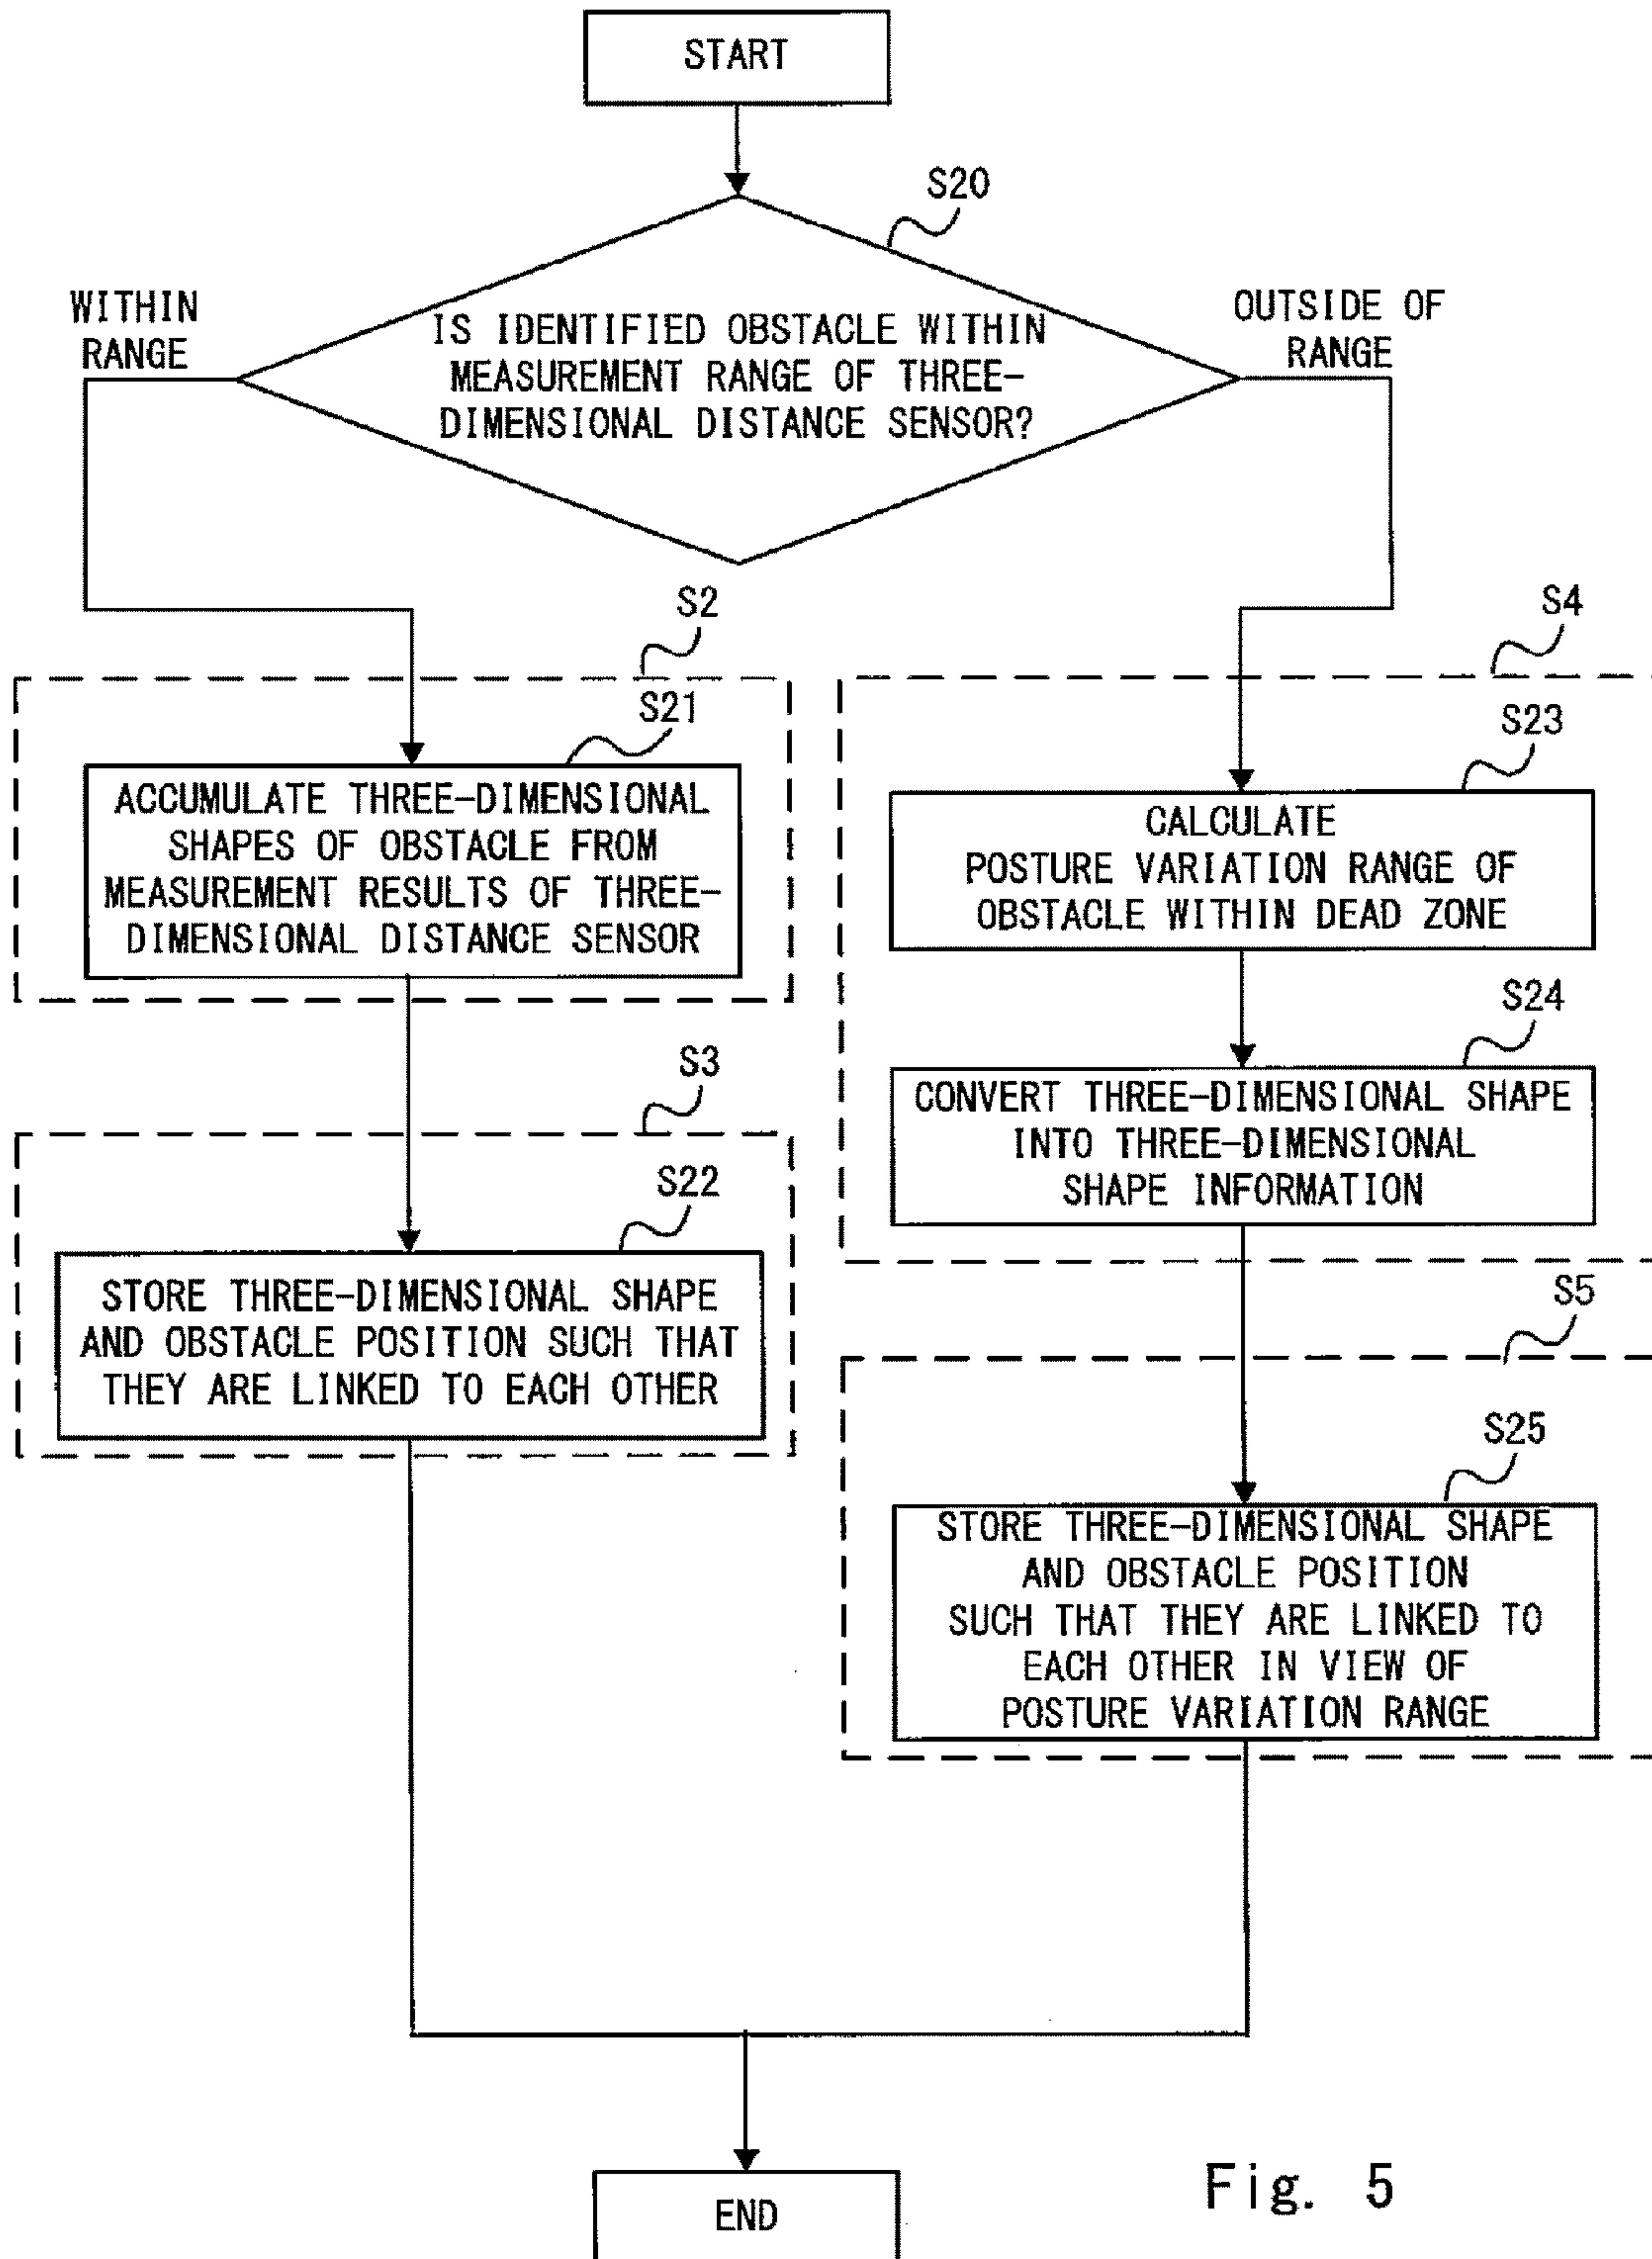 START
S20
WITHIN
RANGE
IS IDENTIFIED OBSTACLE WITHIN
MEASUREMENT RANGE OF THREE-
DIMENSIONAL DISTANCE SENSOR?
OUTSIDE OF
RANGE
S2
S21
ACCUMULATE THREE-DIMENSIONAL
SHAPES OF OBSTACLE FROM
MEASUREMENT RESULTS OF THREE-
DIMENSIONAL DISTANCE SENSOR
S3
S22
STORE THREE-DIMENSIONAL SHAPE
AND OBSTACLE POSITION SUCH THAT
THEY ARE LINKED TO EACH OTHER
S4
S23
CALCULATE
POSTURE VARIATION RANGE OF
OBSTACLE WITHIN DEAD ZONE
S24
CONVERT THREE-DIMENSIONAL SHAPE
INTO THREE-DIMENSIONAL
SHAPE INFORMATION
S5
S25
STORE THREE-DIMENSIONAL SHAPE
AND OBSTACLE POSITION
SUCH THAT THEY ARE LINKED TO
EACH OTHER IN VIEW OF
POSTURE VARIATION RANGE
END
Fig. 5